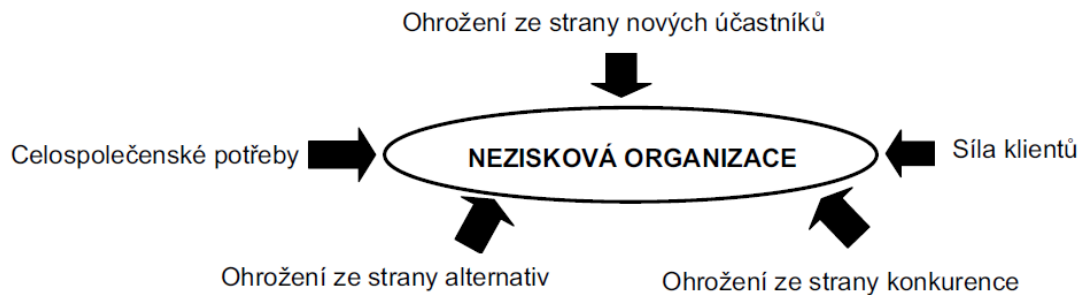 Ohrožení ze strany nových účastníků
Celospolečenské potřeby
NEZISKOVÁ ORGANIZACE
Síla klientů
Ohrožení ze strany alternativ
Ohrožení ze strany konkurence